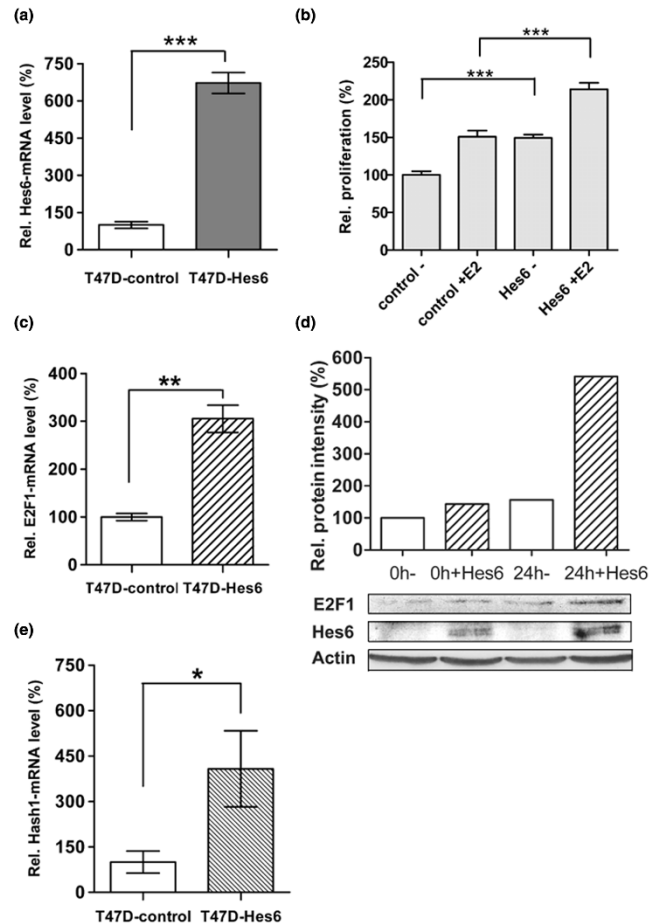 (a)
Rel. Hes6-mRNA level (%)
750
600
450
300
150
0
***
T47D-control T47D-Hes6
(b)
Rel. proliferation (%)
250
200
150
100
50
0
***
***
control -
control +E2
Hes6 -
Hes6 +E2
(c)
Rel. E2F1-mRNA level (%)
400
300
200
100
0
**
T47D-control T47D-Hes6
(d)
Rel. protein intensity (%)
600
500
400
300
200
100
0h- 0h+Hes6 24h- 24h+Hes6
E2F1
Hes6
Actin
(e)
Rel. Hash1-mRNA level (%)
750
600
450
300
150
0
*
T47D-control T47D-Hes6